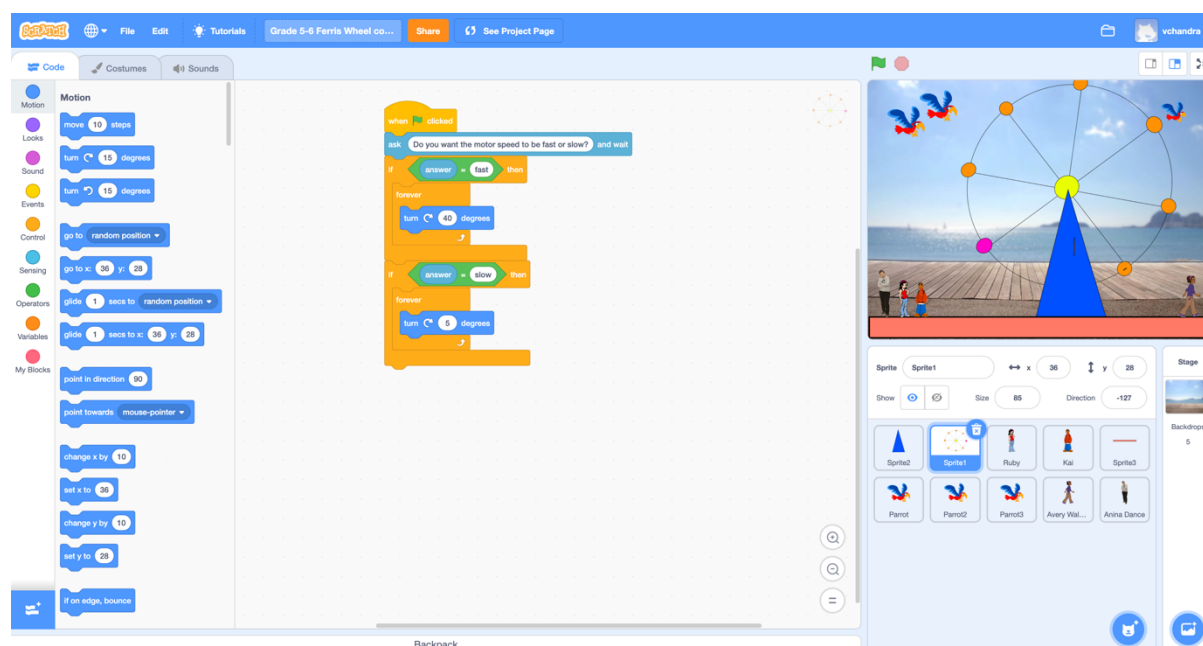 SCRATCH File Edit Tutorials Grade 5-6 Ferris Wheel co... Share See Project Page vchandra
Code Costumes Sounds
Motion
Looks
Sound
Events
Control
Sensing
Operators
Variables
My Blocks
Motion
move 10 steps
turn 15 degrees
turn 15 degrees
go to random position
go to x: 36 y: 28
glide 1 secs to random position
glide 1 secs to x: 36 y: 28
point in direction 90
point towards mouse-pointer
change x by 10
set x to 36
change y by 10
set y to 28
if on edge, bounce
when clicked
ask Do you want the motor speed to be fast or slow? and wait
if answer = fast then
forever
turn 40 degrees
if answer = slow then
forever
turn 5 degrees
Backpack
Sprite Sprite1 x 36 y 28
Show Size 85 Direction -127
Sprite2 Sprite1 Ruby Kai Sprite3
Parrot Parrot2 Parrot3 Avery Wal... Anina Dance
Stage
Backdrops
5